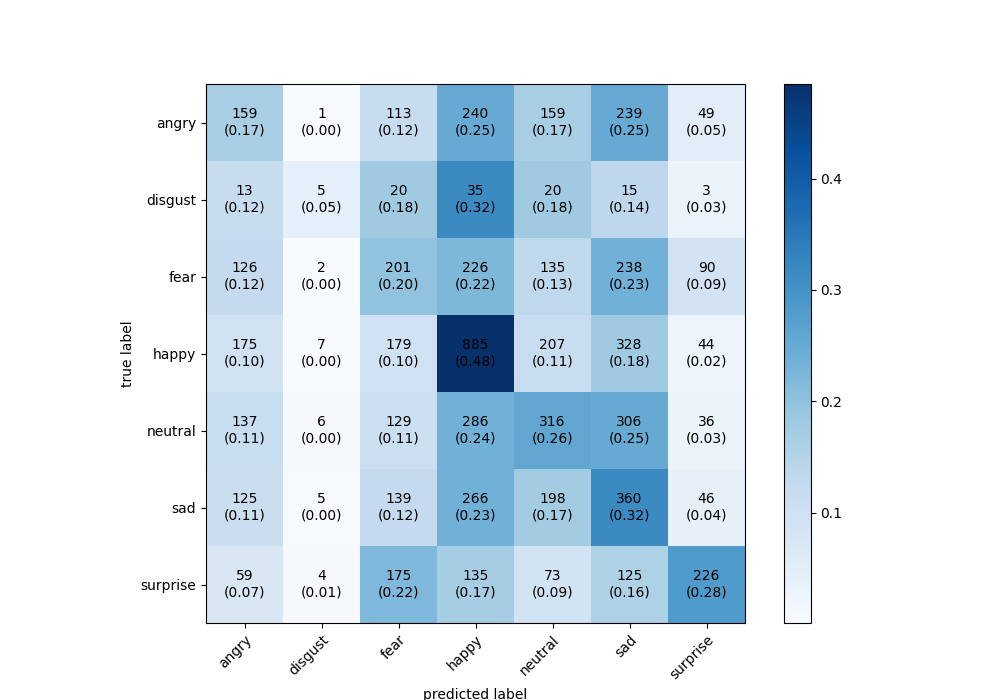 angry 159 1 113 240 159 239 49
(0.17) (0.00) (0.12) (0.25) (0.17) (0.25) (0.05)
disgust 13 5 20 35 20 15 3
(0.12) (0.05) (0.18) (0.32) (0.18) (0.14) (0.03)
fear 126 2 201 226 135 238 90
(0.12) (0.00) (0.20) (0.22) (0.13) (0.23) (0.09)
happy 175 7 179 885 207 328 44
(0.10) (0.00) (0.10) (0.48) (0.11) (0.18) (0.02)
neutral 137 6 129 286 316 306 36
(0.11) (0.00) (0.11) (0.24) (0.26) (0.25) (0.03)
sad 125 5 139 266 198 360 46
(0.11) (0.00) (0.12) (0.23) (0.17) (0.32) (0.04)
surprise 59 4 175 135 73 125 226
(0.07) (0.01) (0.22) (0.17) (0.09) (0.16) (0.28)
angry disgust fear happy neutral sad surprise
predicted label
true label
0.4
0.3
0.2
0.1